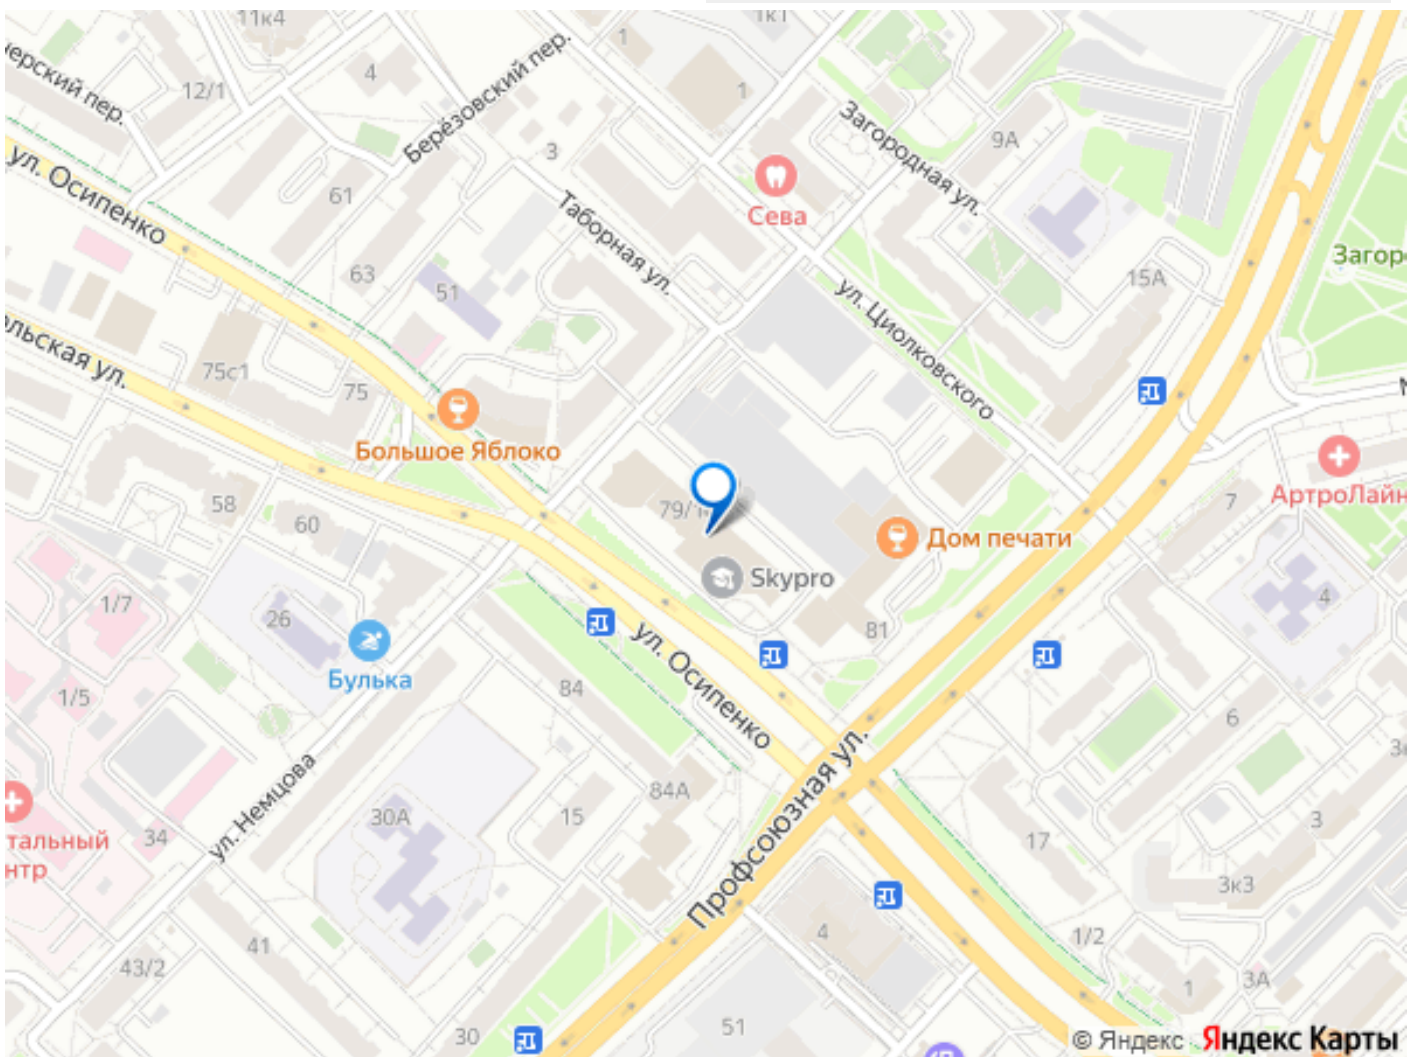 11к4
1к1
1
4
12/1
1
ерский пер.
Берёзовский пер.
Загородная ул.
9А
3
ул. Осипенко
61
Сева
Таборная ул.
Загор
63
51
15А
ул. Циолковского
льская ул.
75с1
75
Большое Яблоко
АртроЛайн
58
60
79/1
7
Дом печати
Skypro
1/7
26
4
81
Булька
ул. Осипенко
1/5
84
6
ул. Немцова
84А
Профсоюзная ул.
30А
15
3
тальный
нтр
34
17
3к3
41
4
1/2
43/2
1
3А
30
51
© Яндекс Яндекс Карты